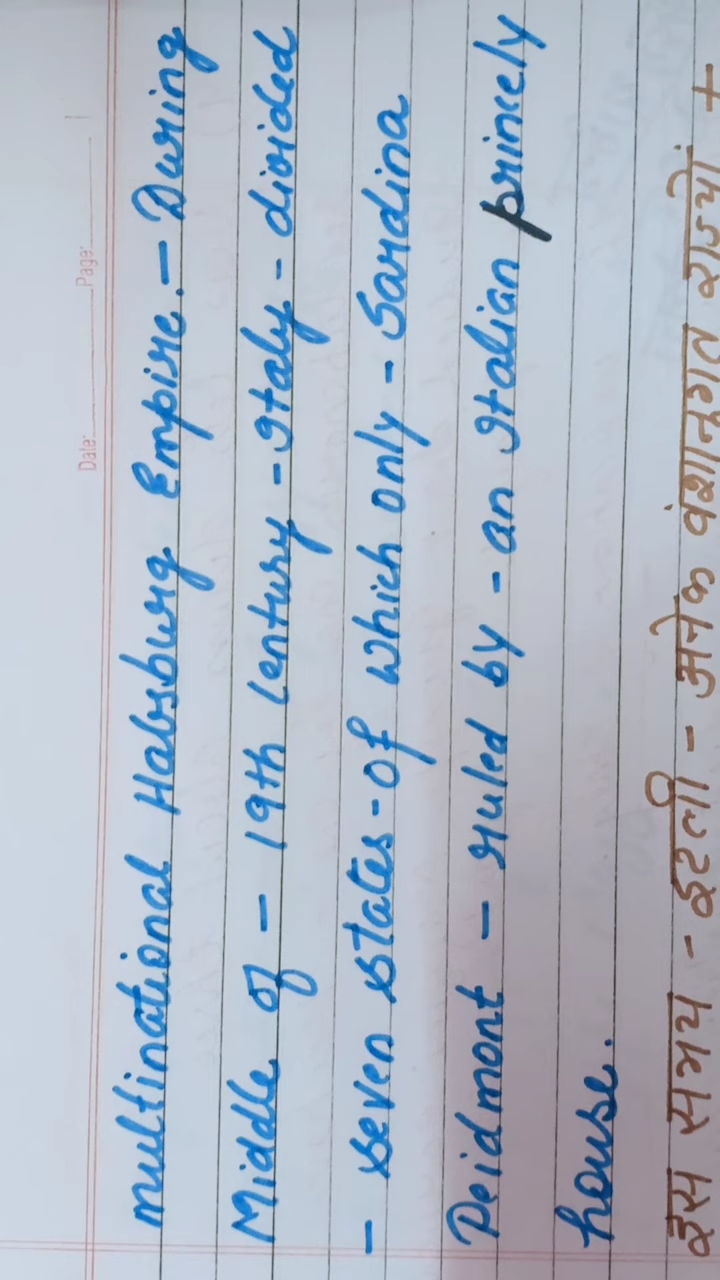 Date: Page:
multinational Habsburg Empire. - During
Middle of - 19th Century - Italy - divided
- seven states - of which only - Sardina
Peidmont - ruled by - an Italian princely
house.
इस समय - इटली - अनेक वंशानुगत राज्यों +